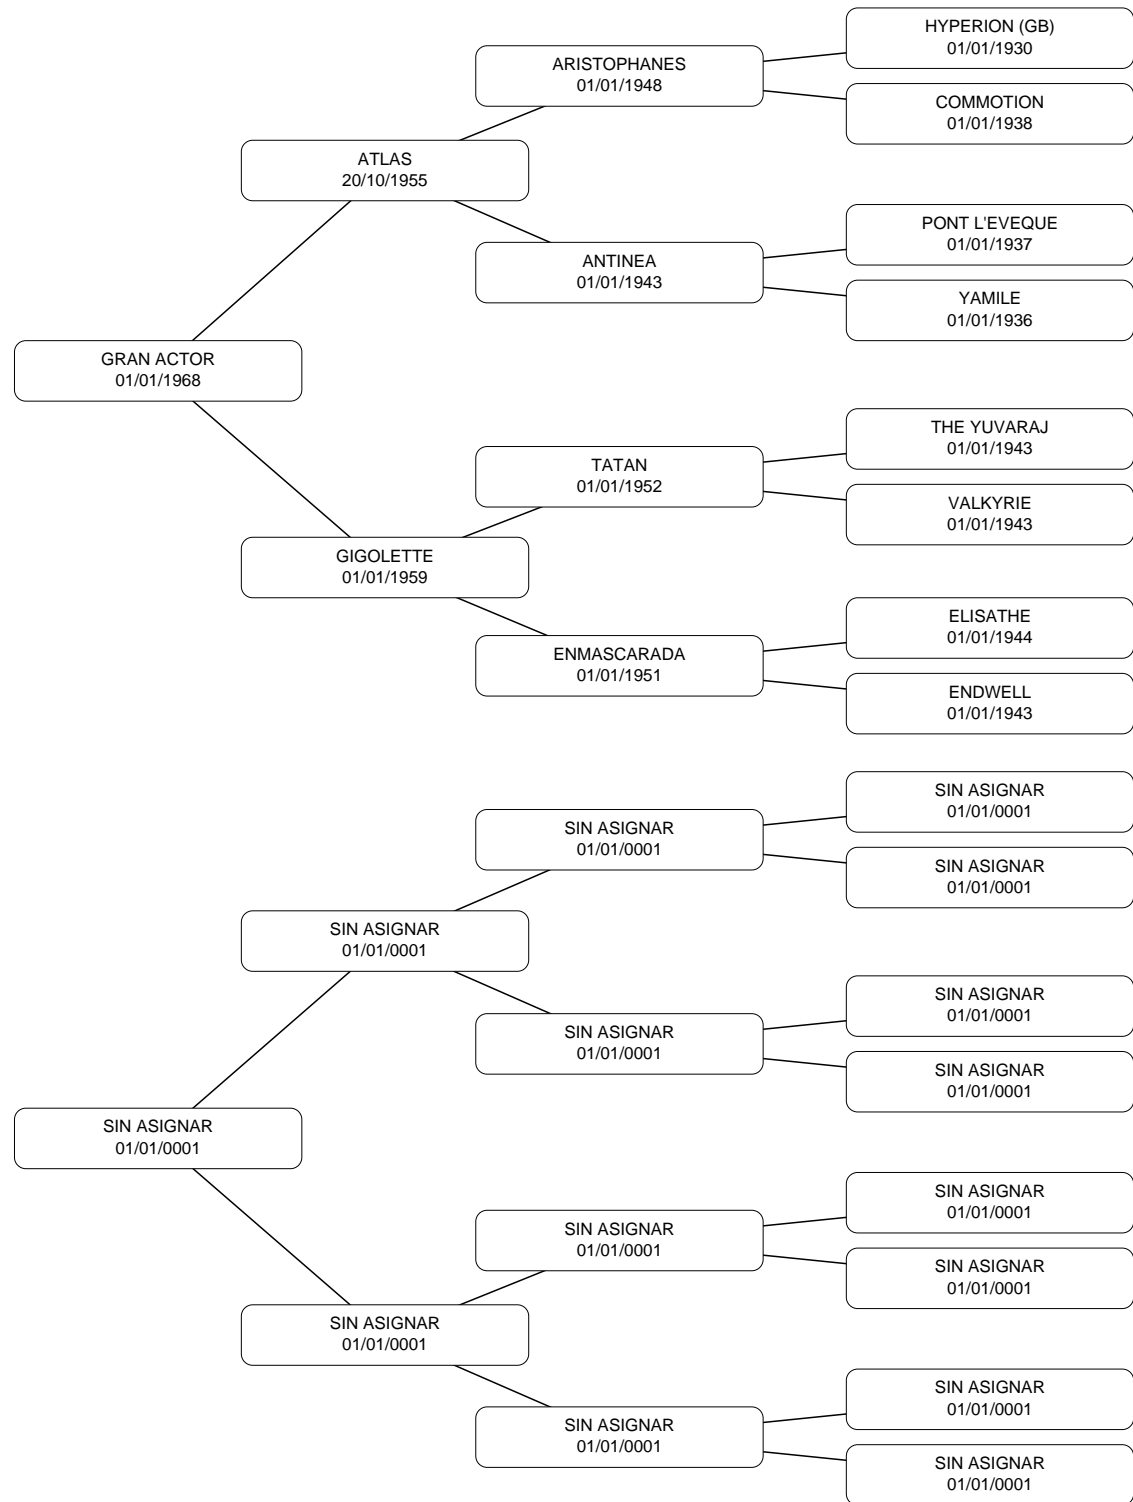 HYPERION (GB)
01/01/1930
ARISTOPHANES
01/01/1948
COMMOTION
01/01/1938
ATLAS
20/10/1955
PONT L'EVEQUE
01/01/1937
ANTINEA
01/01/1943
YAMILE
01/01/1936
GRAN ACTOR
01/01/1968
THE YUVARAJ
01/01/1943
TATAN
01/01/1952
VALKYRIE
01/01/1943
GIGOLETTE
01/01/1959
ELISATHE
01/01/1944
ENMASCARADA
01/01/1951
ENDWELL
01/01/1943
SIN ASIGNAR
01/01/0001
SIN ASIGNAR
01/01/0001
SIN ASIGNAR
01/01/0001
SIN ASIGNAR
01/01/0001
SIN ASIGNAR
01/01/0001
SIN ASIGNAR
01/01/0001
SIN ASIGNAR
01/01/0001
SIN ASIGNAR
01/01/0001
SIN ASIGNAR
01/01/0001
SIN ASIGNAR
01/01/0001
SIN ASIGNAR
01/01/0001
SIN ASIGNAR
01/01/0001
SIN ASIGNAR
01/01/0001
SIN ASIGNAR
01/01/0001
SIN ASIGNAR
01/01/0001